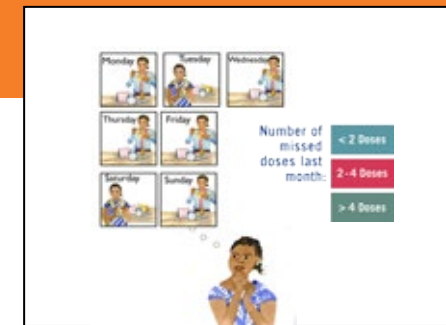 Monday
Tuesday
Wednesday
Thursday
Friday
Saturday
Sunday
Number of
missed
doses last
month:
< 2 Doses
2-4 Doses
> 4 Doses